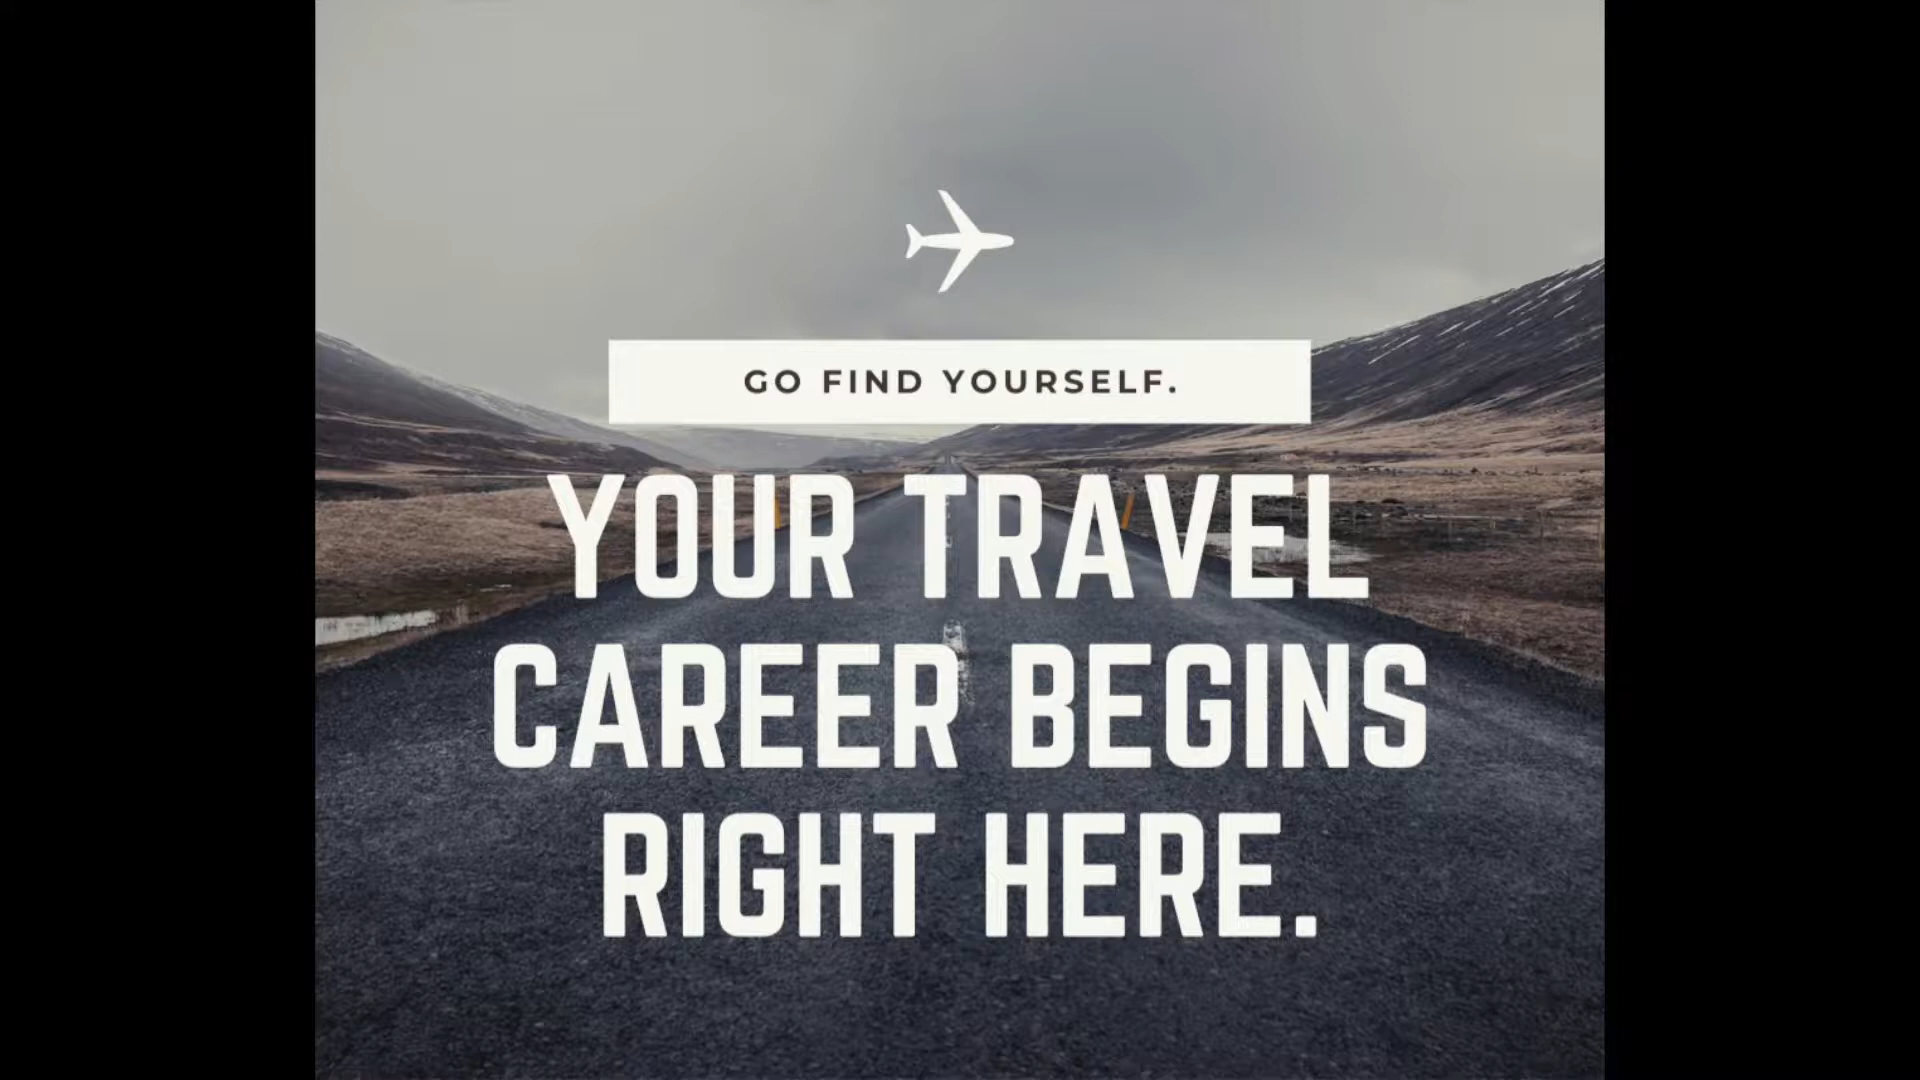 GO FIND YOURSELF.
YOUR TRAVEL
CAREER BEGINS
RIGHT HERE.